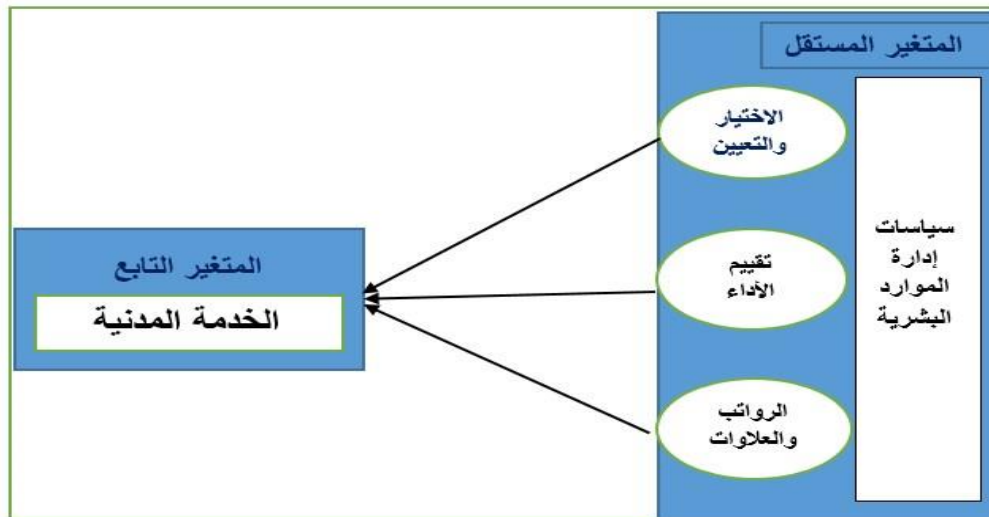 المتغير المستقل
الاختيار
والتعيين
تقييم
الأداء
الرواتب
والعلاوات
سياسات
إدارة
الموارد
البشرية
المتغير التابع
الخدمة المدنية